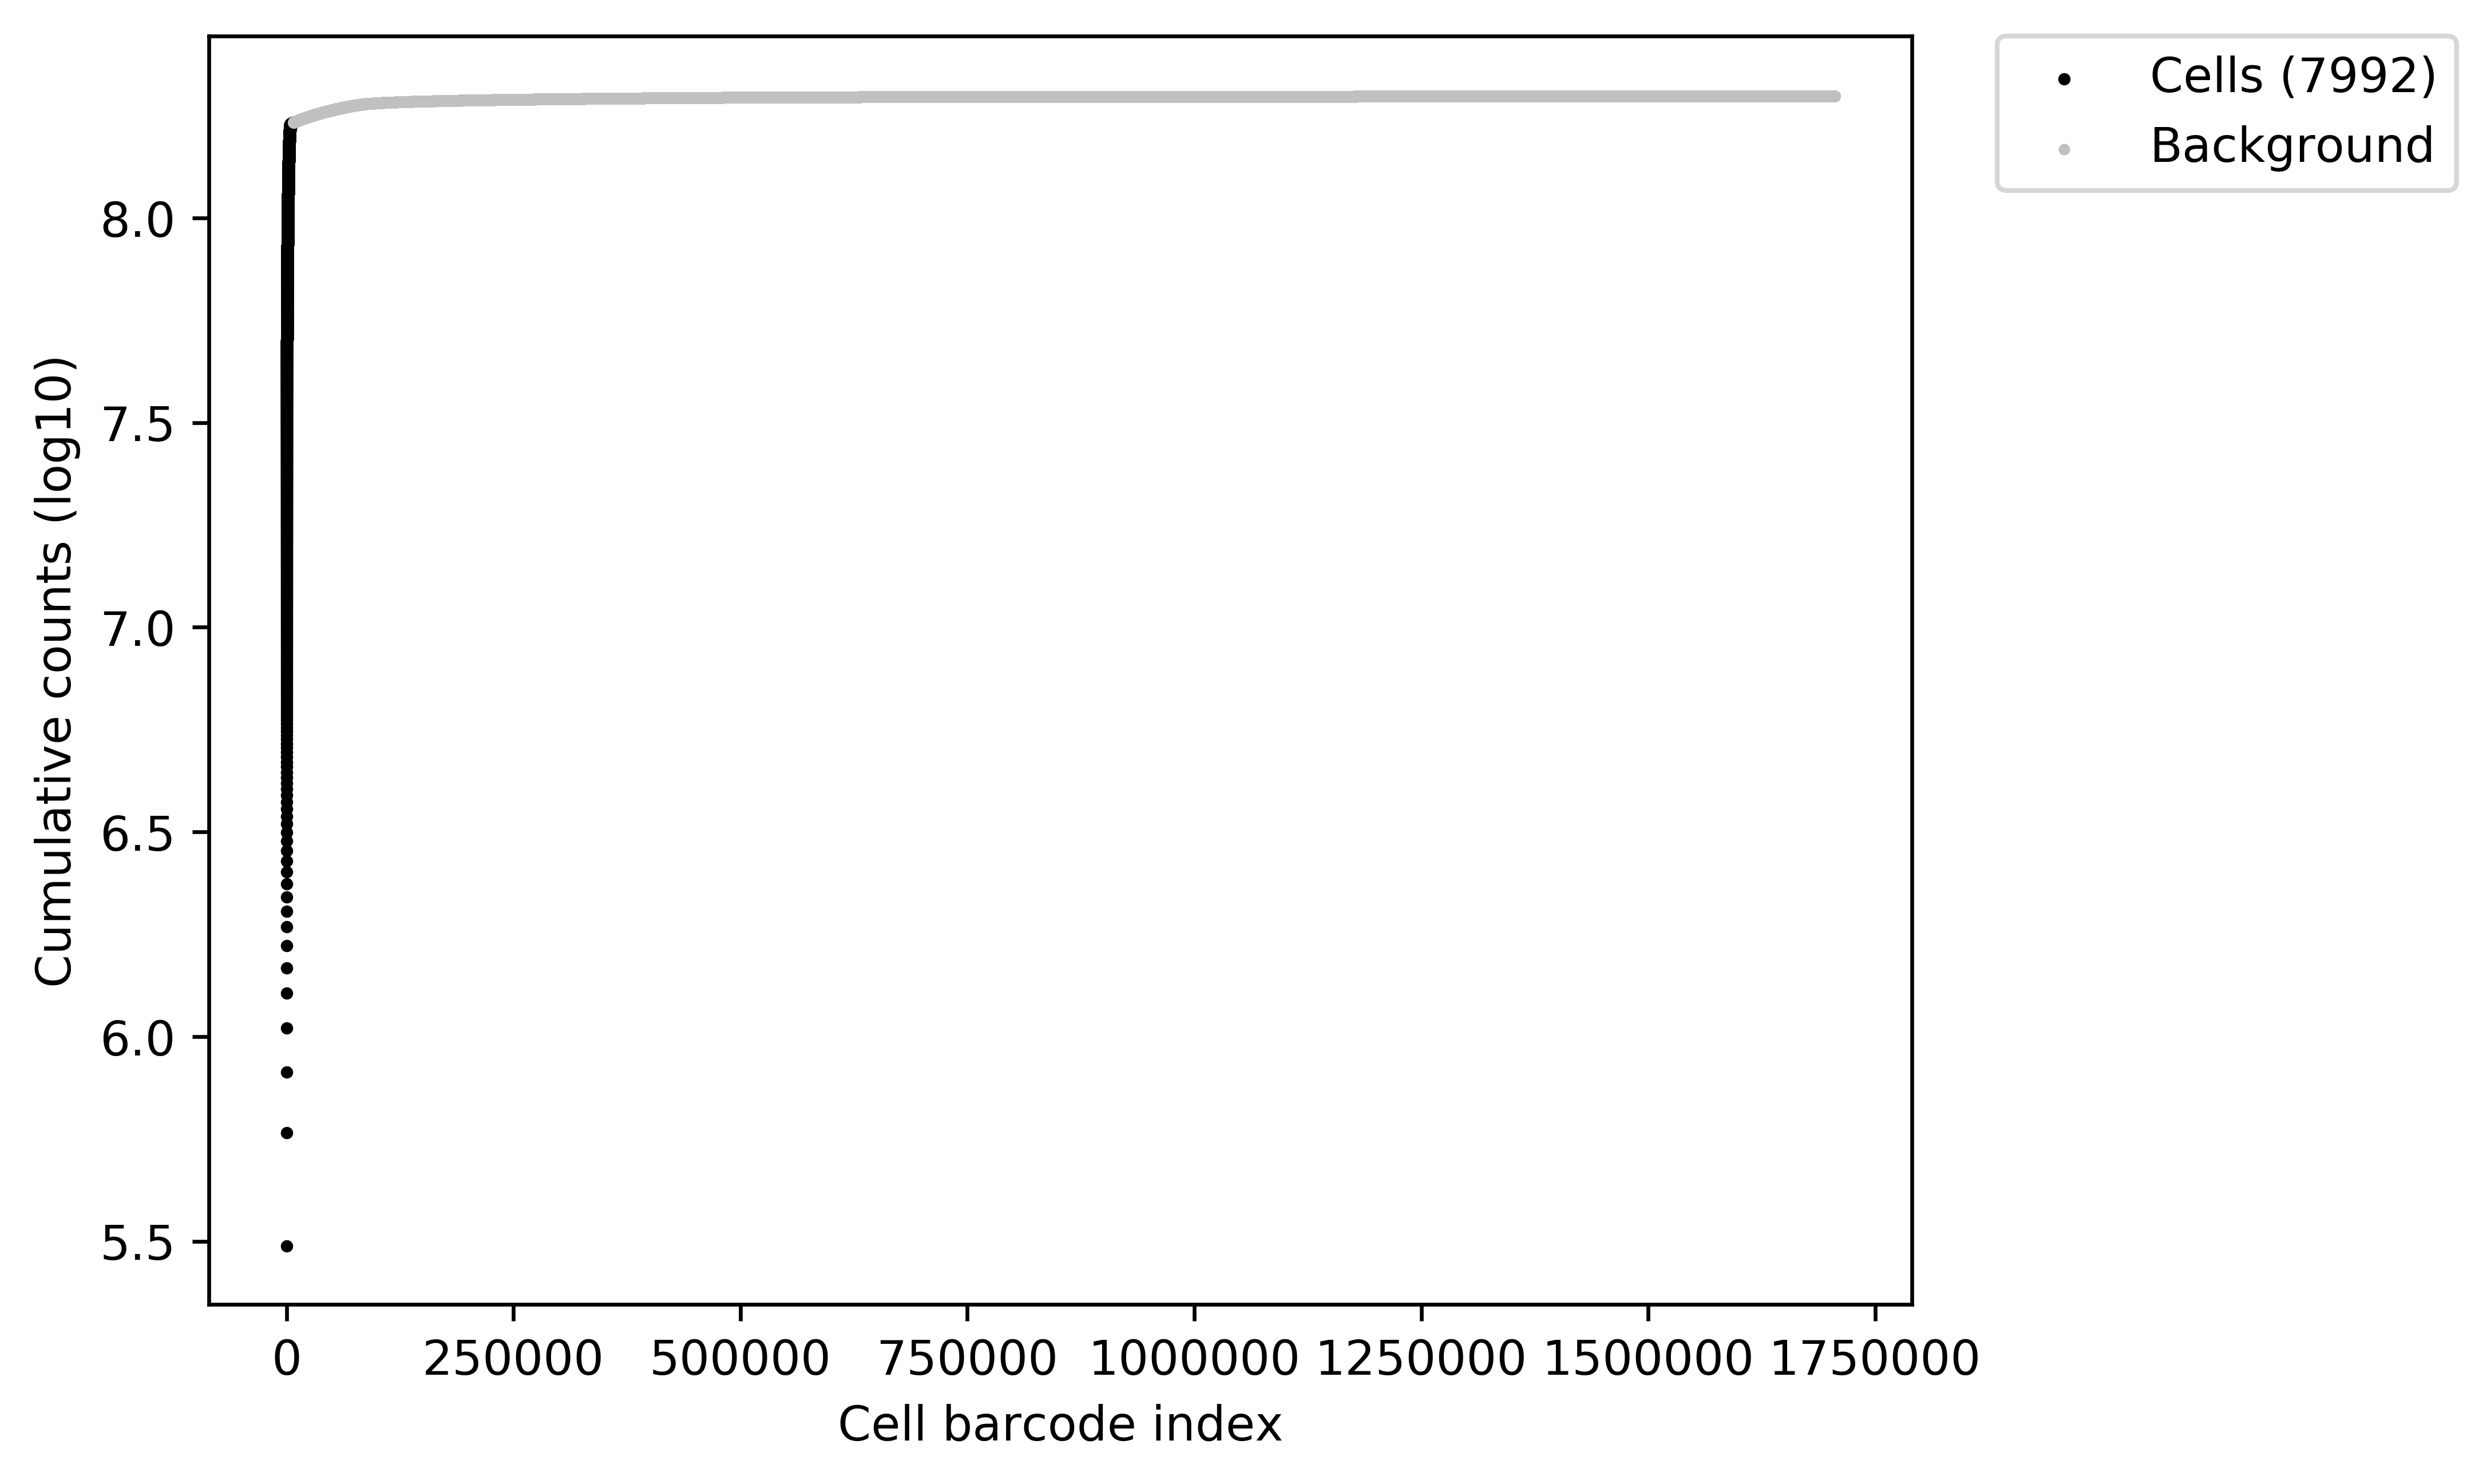 Cells (7992)
Background
Cumulative counts (log10)
8.0
7.5
7.0
6.5
6.0
5.5
0 250000 500000 750000 1000000 1250000 1500000 1750000
Cell barcode index